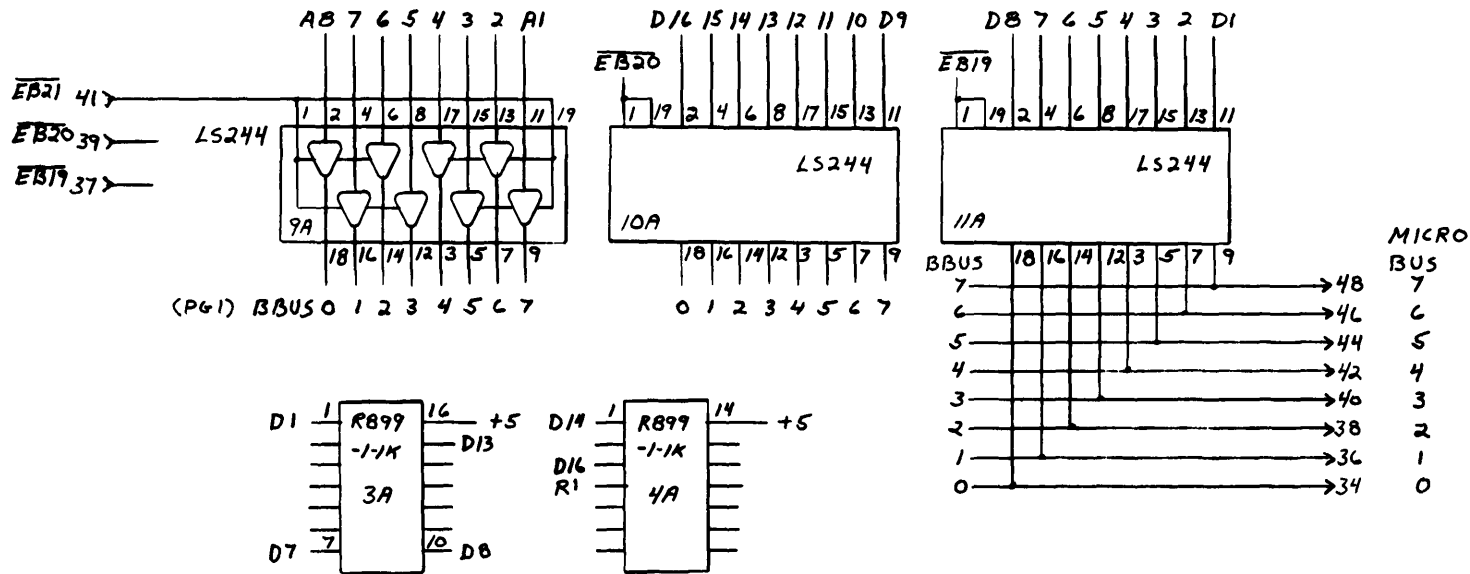 A8 7 6 5 4 3 2 A1
D16 15 14 13 12 11 10 D9
D8 7 6 5 4 3 2 D1
EB21 41
EB20 39
EB19 37
EB20
EB19
1 2 4 6 8 17 15 13 11 19
1 19 2 4 6 8 17 15 13 11
1 19 2 4 6 8 17 15 13 11
LS244
LS244
LS244
9A
10A
11A
18 16 14 12 3 5 7 9
18 16 14 12 3 5 7 9
18 16 14 12 3 5 7 9
(PG1) BBUS 0 1 2 3 4 5 6 7
0 1 2 3 4 5 6 7
BBUS
MICRO
BUS
7 48 7
6 46 6
5 44 5
4 42 4
3 40 3
2 38 2
1 36 1
0 34 0
D1 1 R899 16 +5
-1-1K D13
3A
D7 7 10 D8
D14 1 R899 14 +5
-1-1K
D16
R1 4A